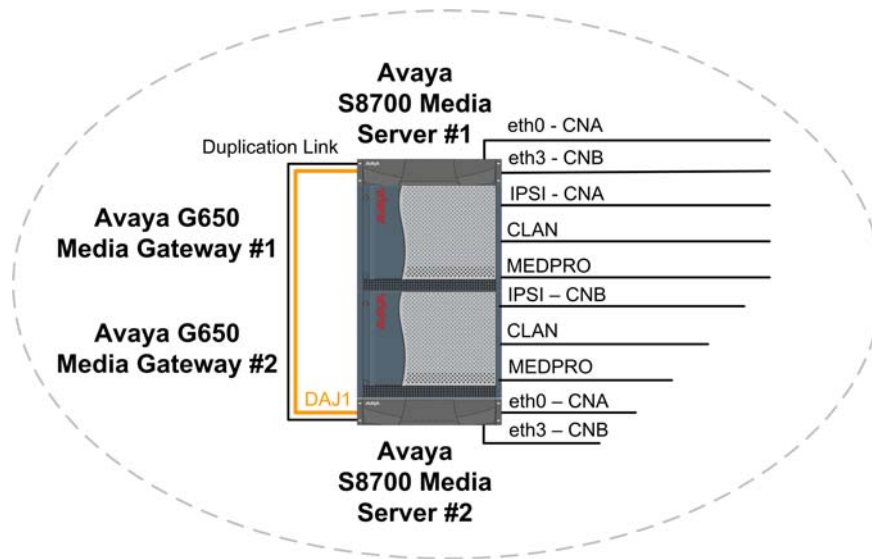 Avaya
S8700 Media
Server #1
eth0 - CNA
Duplication Link
eth3 - CNB
IPSI - CNA
Avaya G650
Media Gateway #1
CLAN
MEDPRO
IPSI – CNB
Avaya G650
Media Gateway #2
CLAN
MEDPRO
DAJ1
eth0 – CNA
eth3 – CNB
Avaya
S8700 Media
Server #2